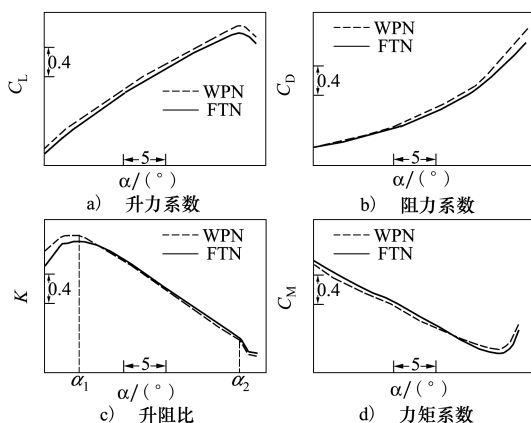 C_L
0.4
WPN
FTN
5
α/(°)
a) 升力系数
C_D
0.4
WPN
FTN
5
α/(°)
b) 阻力系数
K
0.4
WPN
FTN
5
α₁
α₂
α/(°)
c) 升阻比
C_M
0.4
WPN
FTN
5
α/(°)
d) 力矩系数